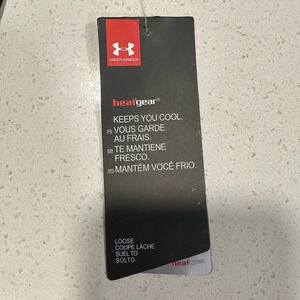 UNDER ARMOUR
heatgear®
KEEPS YOU COOL.
VOUS GARDE
AU FRAIS.
TE MANTIENE
FRESCO.
MANTÉM VOCÊ FRIO.
LOOSE
COUPE LÂCHE
SUELTO
SOLTO
heatgear